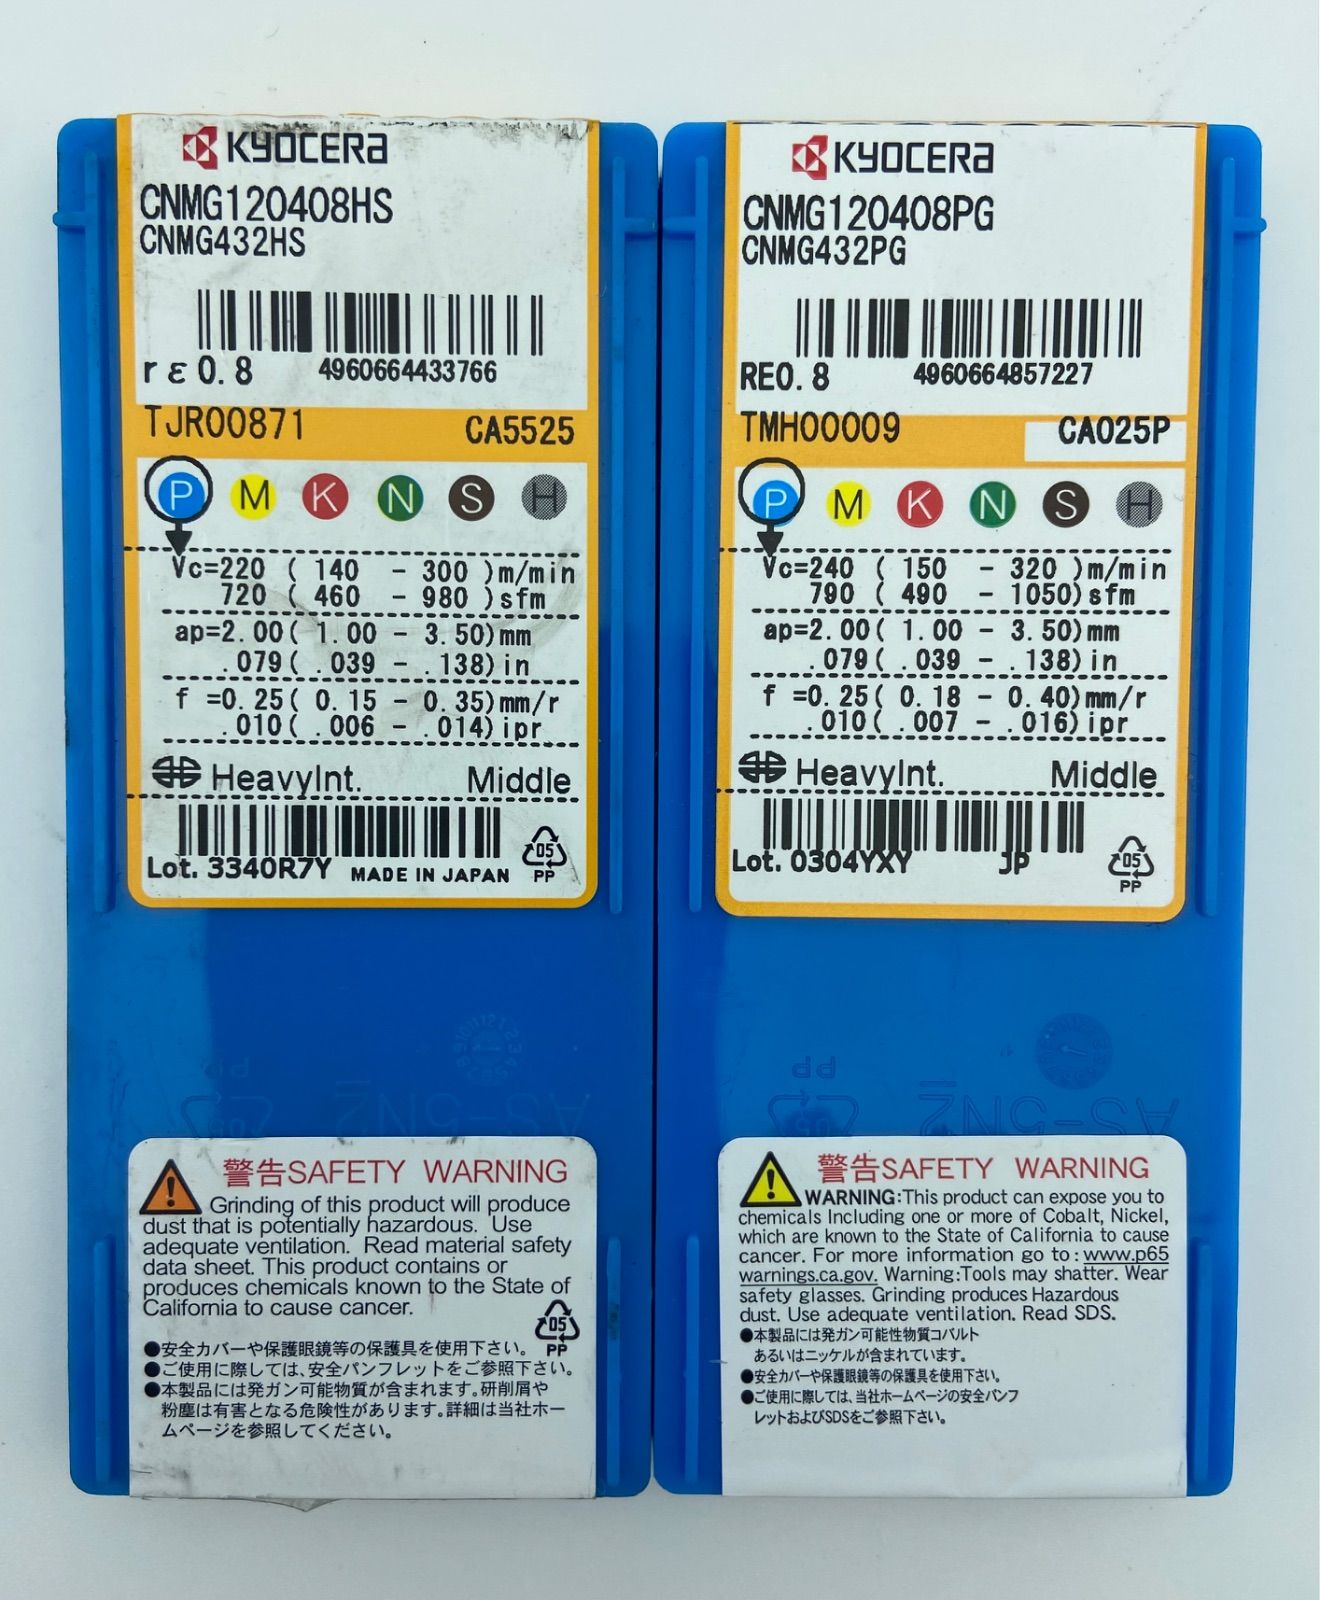 KYOCERA
CNMG120408HS
CNMG432HS
rε0.8 4960664433766
TJR00871 CA5525
P M K N S H
Vc=220 ( 140 - 300 )m/min
720 ( 460 - 980 )sfm
ap=2.00( 1.00 - 3.50)mm
.079( .039 - .138)in
f =0.25( 0.15 - 0.35)mm/r
.010( .006 - .014)ipr
HeavyInt. Middle
Lot. 3340R7Y MADE IN JAPAN
05
PP
PP
05
AS-5N2
警告SAFETY WARNING
Grinding of this product will produce
dust that is potentially hazardous. Use
adequate ventilation. Read material safety
data sheet. This product contains or
produces chemicals known to the State of
California to cause cancer.
05
PP
●安全カバーや保護眼鏡等の保護具を使用下さい。
●ご使用に際しては、安全パンフレットをご参照下さい。
●本製品には発ガン可能物質が含まれます。研削屑や
粉塵は有害となる危険性があります。詳細は当社ホー
ムページを参照してください。
KYOCERA
CNMG120408PG
CNMG432PG
RE0.8 4960664857227
TMH00009 CA025P
P M K N S H
Vc=240 ( 150 - 320 )m/min
790 ( 490 - 1050)sfm
ap=2.00( 1.00 - 3.50)mm
.079( .039 - .138)in
f =0.25( 0.18 - 0.40)mm/r
.010( .007 - .016)ipr
HeavyInt. Middle
Lot. 0304YXY JP
05
PP
PP
05
AS-5N2
警告SAFETY WARNING
WARNING:This product can expose you to
chemicals Including one or more of Cobalt, Nickel,
which are known to the State of California to cause
cancer. For more information go to : www.p65
warnings.ca.gov. Warning:Tools may shatter. Wear
safety glasses. Grinding produces Hazardous
dust. Use adequate ventilation. Read SDS.
●本製品には発ガン可能性物質コバルト
あるいはニッケルが含まれています。
●安全カバーや保護眼鏡等の保護具を使用下さい。
●ご使用に際しては、当社ホームページの安全パンフ
レットおよびSDSをご参照下さい。